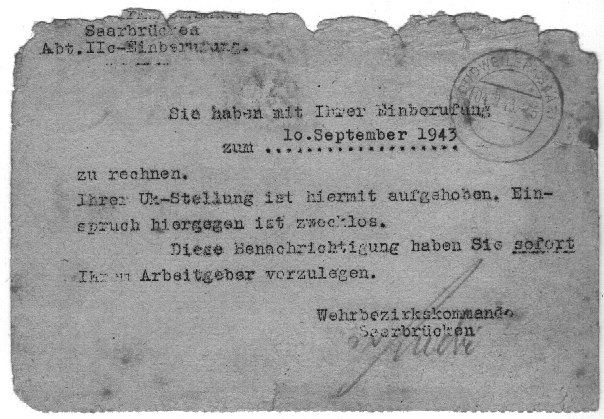 Saarbrücken
Abt.IIc-Einberufung.
Sie haben mit Ihrer Einberufung
zum 10.September 1943
zu rechnen.
Ihrer Uk-Stellung ist hiermit aufgehoben. Ein-
spruch hiergegen ist zwecklos.
Diese Benachrichtigung haben Sie sofort
Ihrem Arbeitgeber vorzulegen.
Wehrbezirkskommando
Saarbrücken